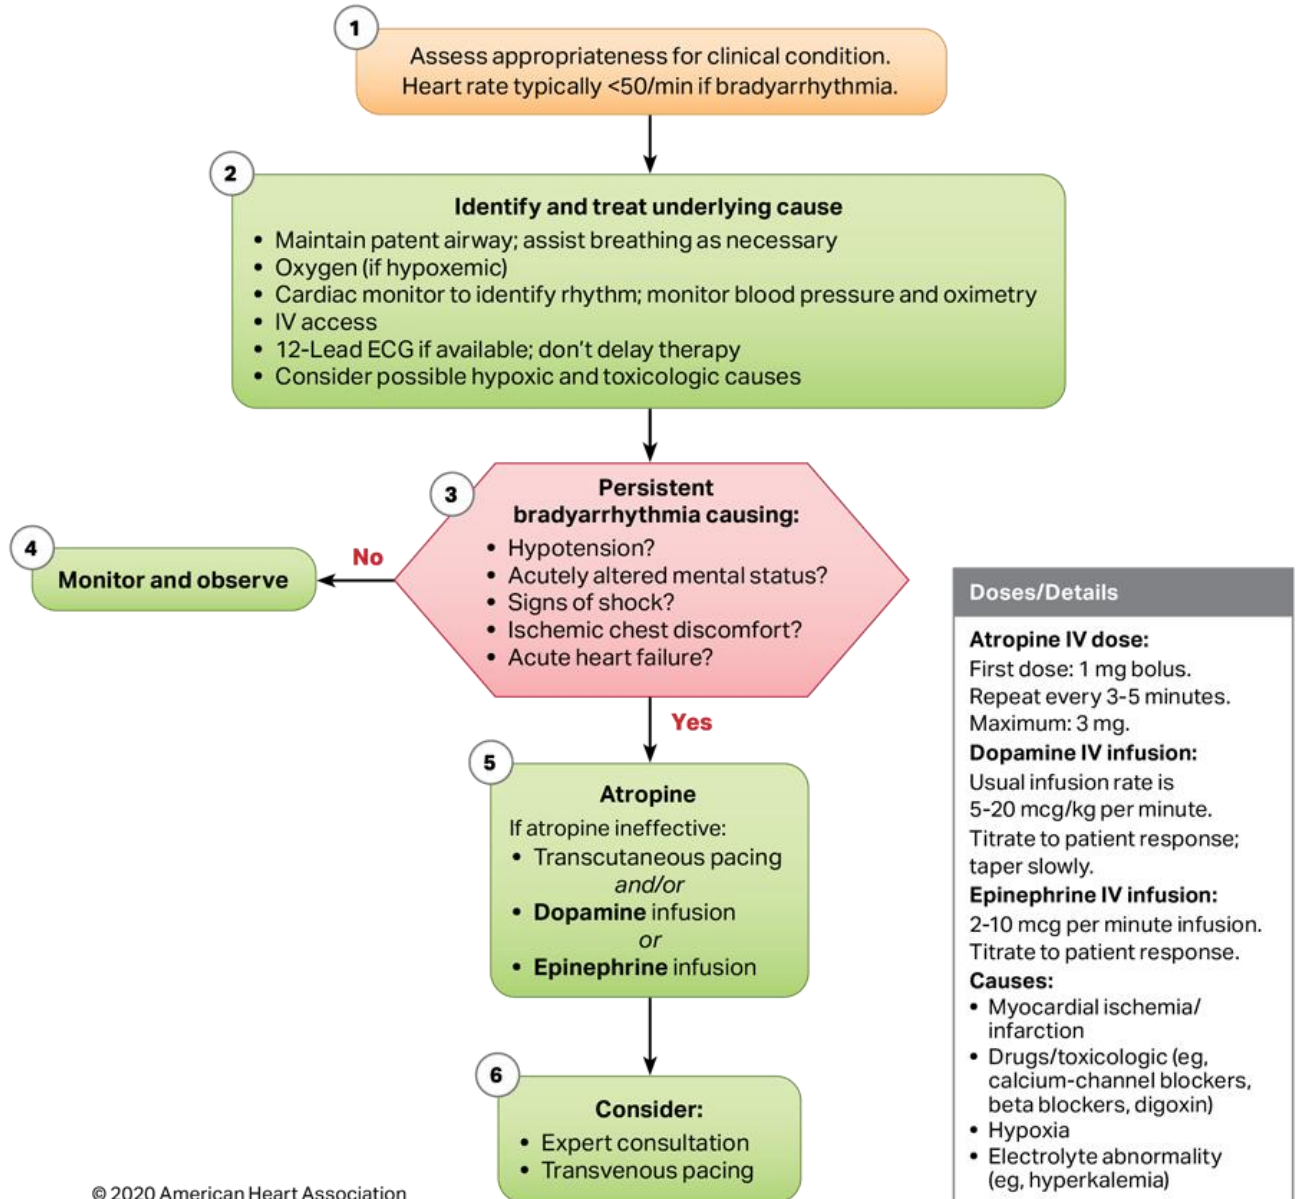 1
Assess appropriateness for clinical condition.
Heart rate typically <50/min if bradyarrhythmia.
2
Identify and treat underlying cause
• Maintain patent airway; assist breathing as necessary
• Oxygen (if hypoxemic)
• Cardiac monitor to identify rhythm; monitor blood pressure and oximetry
• IV access
• 12-Lead ECG if available; don't delay therapy
• Consider possible hypoxic and toxicologic causes
3
Persistent
bradyarrhythmia causing:
• Hypotension?
• Acutely altered mental status?
• Signs of shock?
• Ischemic chest discomfort?
• Acute heart failure?
No
4
Monitor and observe
Yes
5
Atropine
If atropine ineffective:
• Transcutaneous pacing
and/or
• Dopamine infusion
or
• Epinephrine infusion
6
Consider:
• Expert consultation
• Transvenous pacing
Doses/Details
Atropine IV dose:
First dose: 1 mg bolus.
Repeat every 3-5 minutes.
Maximum: 3 mg.
Dopamine IV infusion:
Usual infusion rate is
5-20 mcg/kg per minute.
Titrate to patient response;
taper slowly.
Epinephrine IV infusion:
2-10 mcg per minute infusion.
Titrate to patient response.
Causes:
• Myocardial ischemia/
infarction
• Drugs/toxicologic (eg,
calcium-channel blockers,
beta blockers, digoxin)
• Hypoxia
• Electrolyte abnormality
(eg, hyperkalemia)
© 2020 American Heart Association